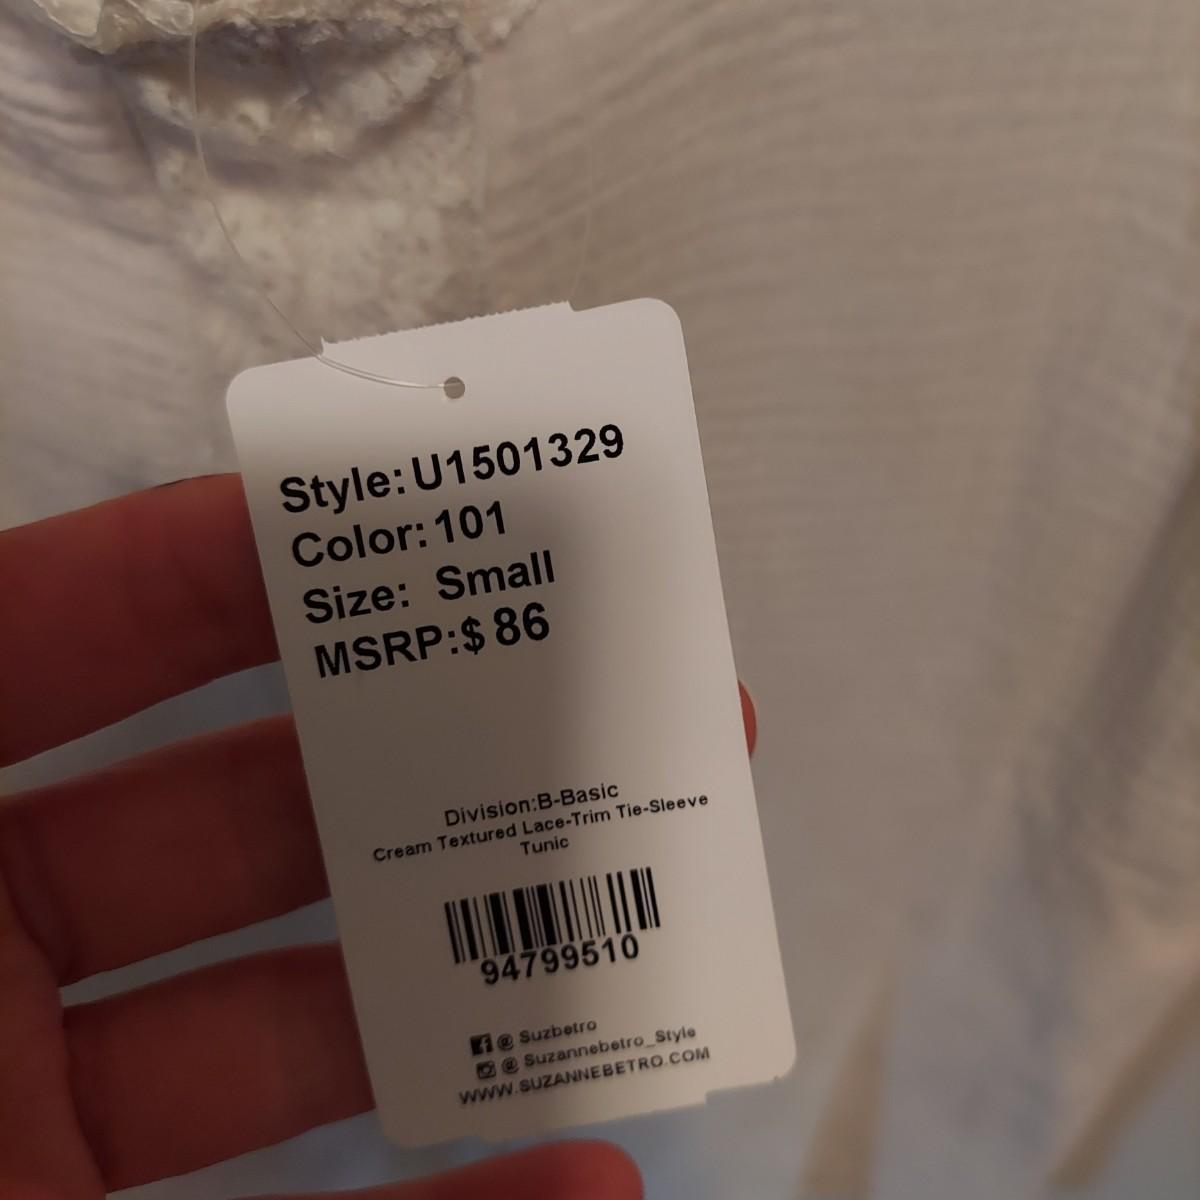 Style:U1501329
Color:101
Size: Small
MSRP:$86
Division:B-Basic
Cream Textured Lace-Trim Tie-Sleeve
Tunic
94799510
@ Suzbetro
@ Suzannebetro_Style
WWW.SUZANNEBETRO.COM